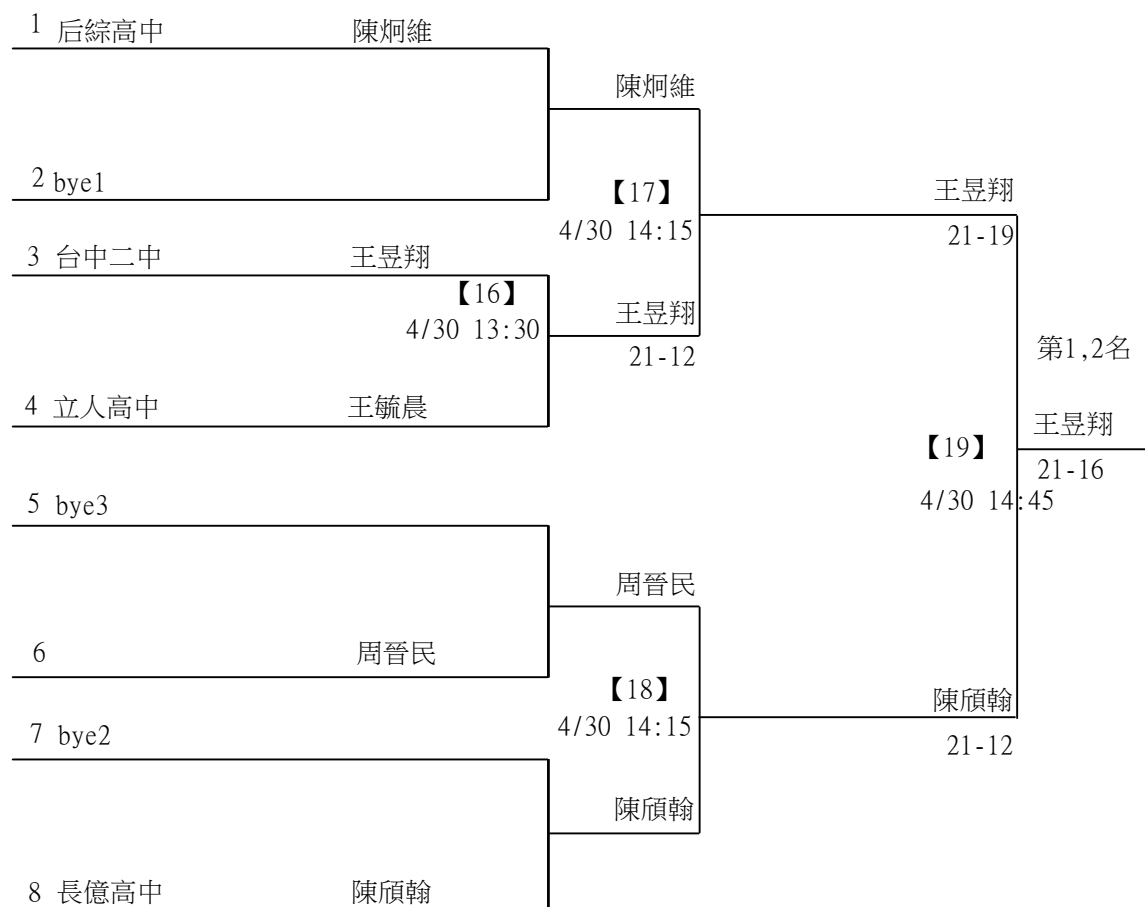 1 后綜高中 陳炯維
陳炯維
2 bye1
【17】
4/30 14:15
王昱翔
21-19
3 台中二中 王昱翔
【16】
4/30 13:30
王昱翔
21-12
第1,2名
4 立人高中 王毓晨
王昱翔
【19】
21-16
4/30 14:45
5 bye3
周晉民
6 周晉民
【18】
4/30 14:15
陳頎翰
21-12
7 bye2
陳頎翰
8 長億高中 陳頎翰